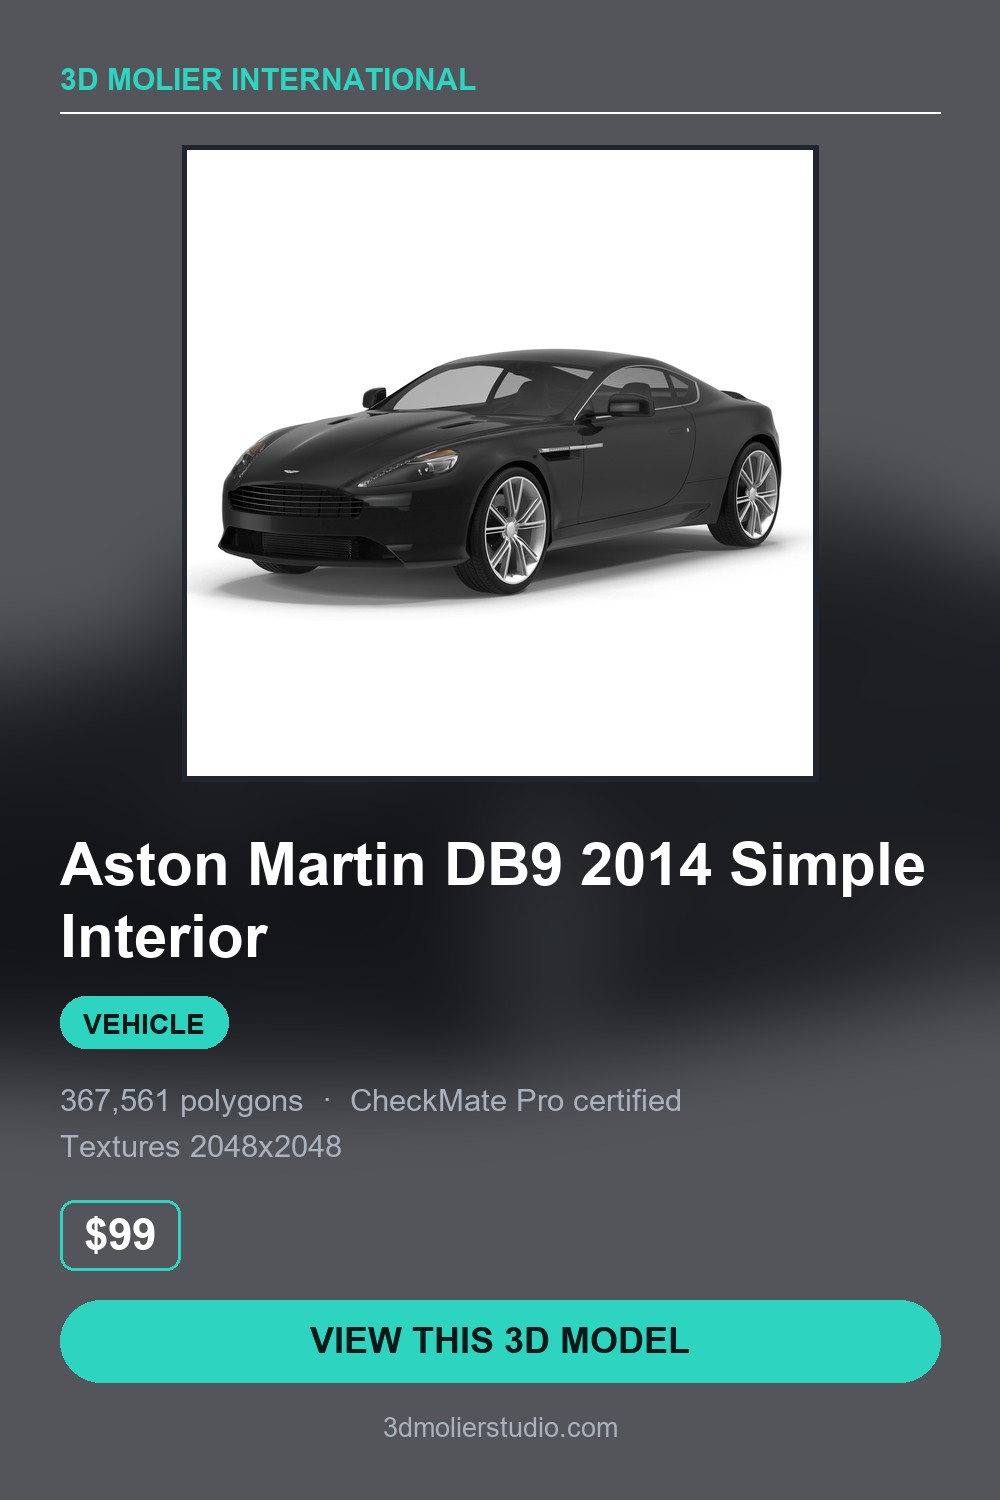 3D MOLIER INTERNATIONAL
Aston Martin DB9 2014 Simple
Interior
VEHICLE
367,561 polygons · CheckMate Pro certified
Textures 2048x2048
$99
VIEW THIS 3D MODEL
3dmolierstudio.com